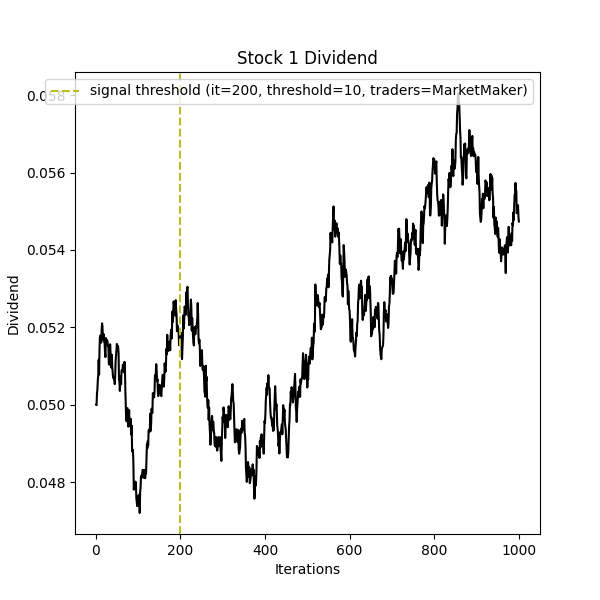 Stock 1 Dividend
signal threshold (it=200, threshold=10, traders=MarketMaker)
0.058
0.056
0.054
0.052
0.050
0.048
Dividend
0 200 400 600 800 1000
Iterations